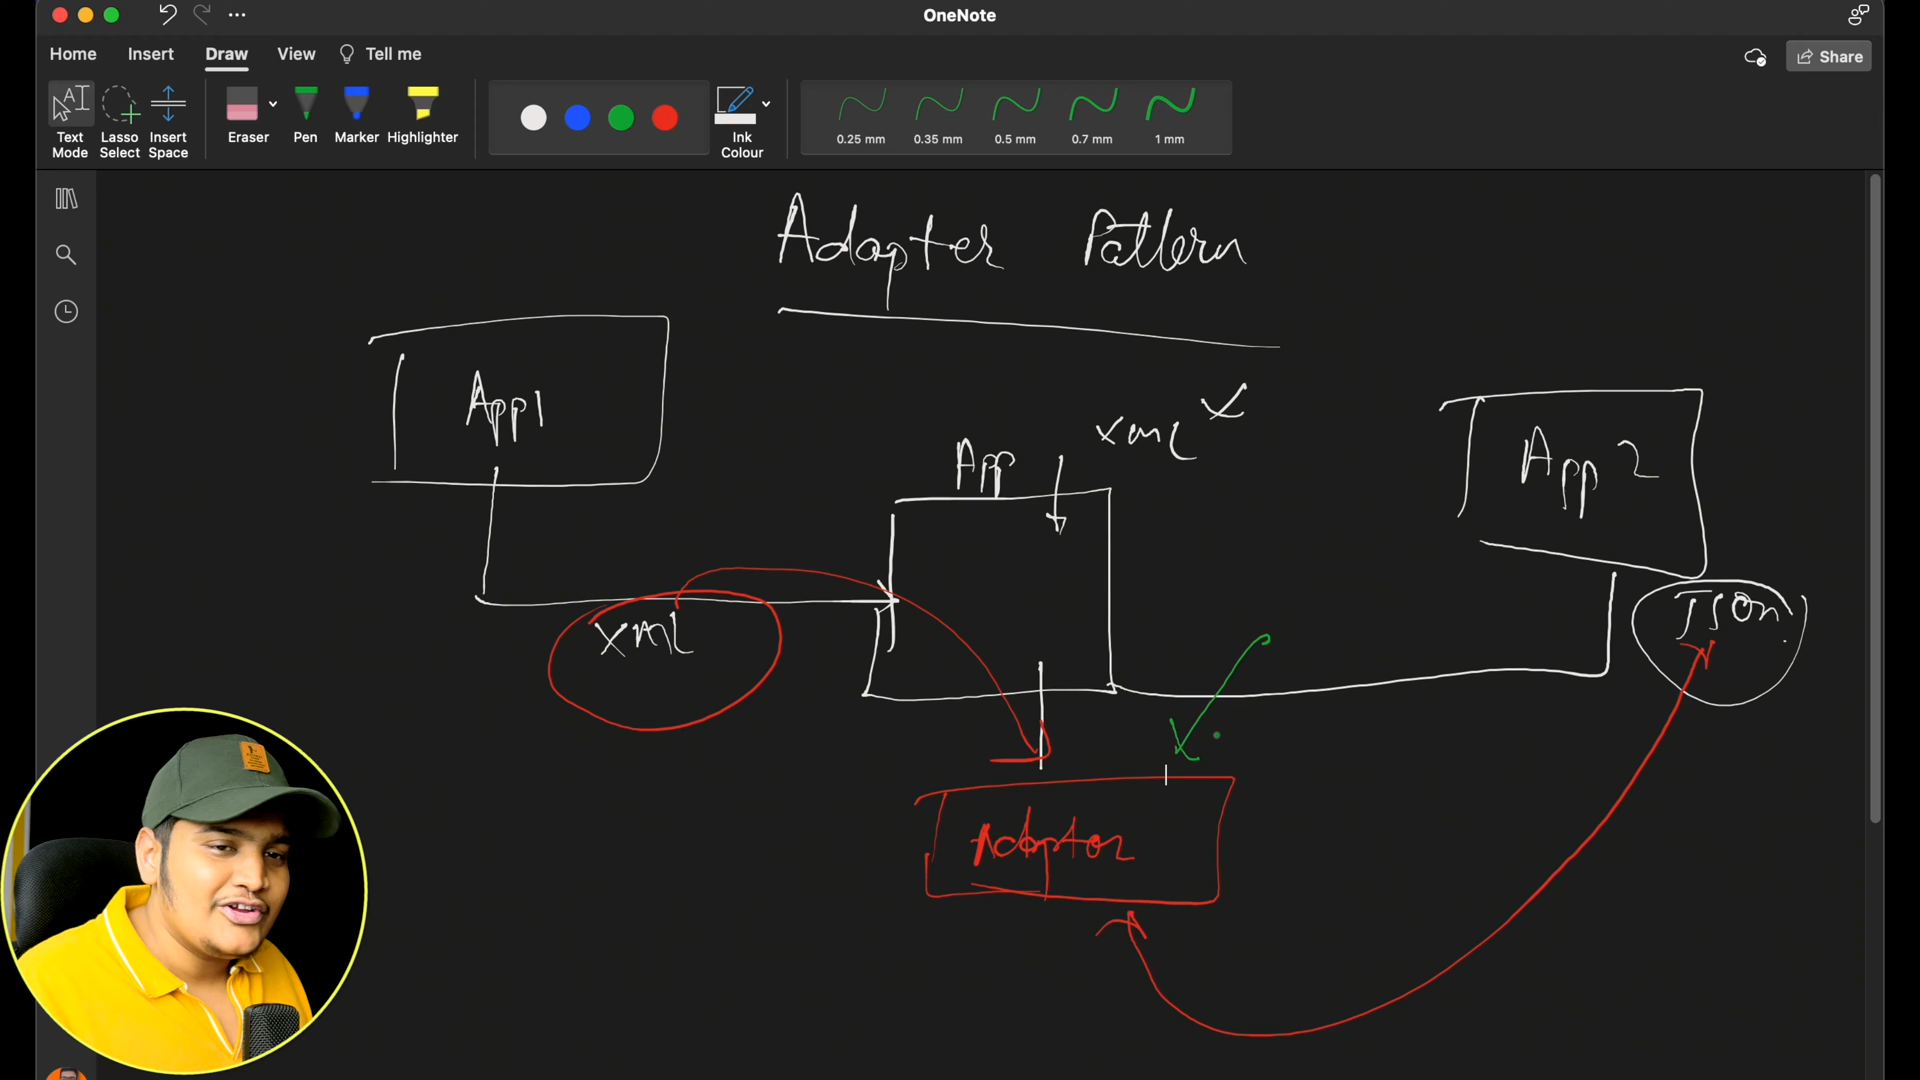 OneNote
Home Insert Draw View Tell me
Share
Text Mode
Lasso Select
Insert Space
Eraser
Pen
Marker
Highlighter
Ink Colour
0.25 mm
0.35 mm
0.5 mm
0.7 mm
1 mm
Adapter Pattern
App1
App
xml
App 2
xml
JSON
Adaptor